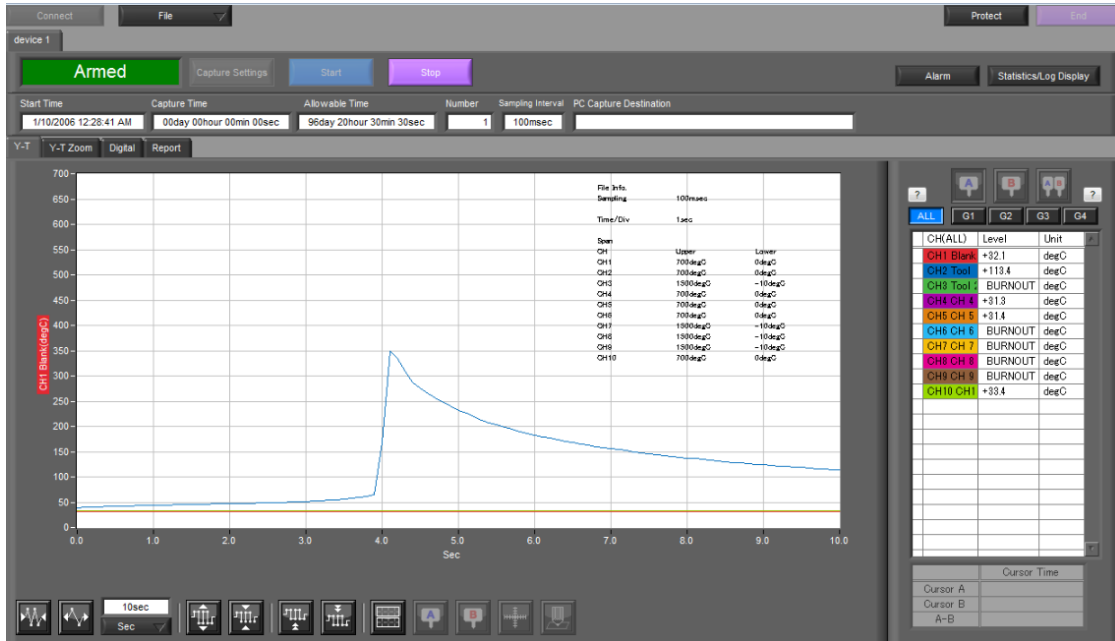 Connect File Protect End
device 1
Armed Capture Settings Start Stop Alarm Statistics/Log Display
Start Time Capture Time Allowable Time Number Sampling Interval PC Capture Destination
1/10/2006 12:28:41 AM 00day 00hour 00min 00sec 96day 20hour 30min 30sec 1 100msec
Y-T Y-T Zoom Digital Report
700
650
600
550
500
450
400
350
300
250
200
150
100
50
0
CH1 Blank(degC)
0.0 1.0 2.0 3.0 4.0 5.0 6.0 7.0 8.0 9.0 10.0
Sec
File Info.
Sampling 100msec
Time/Div 1sec
Span
CH Upper Lower
CH1 700degC 0degC
CH2 700degC 0degC
CH3 1300degC -10degC
CH4 700degC 0degC
CH5 700degC 0degC
CH6 700degC 0degC
CH7 1300degC -10degC
CH8 1300degC -10degC
CH9 1300degC -10degC
CH10 700degC 0degC
? A B A B ?
ALL G1 G2 G3 G4
CH(ALL) Level Unit
CH1 Blank +32.1 degC
CH2 Tool +113.4 degC
CH3 Tool BURNOUT degC
CH4 CH 4 +31.3 degC
CH5 CH 5 +31.4 degC
CH6 CH 6 BURNOUT degC
CH7 CH 7 BURNOUT degC
CH8 CH 8 BURNOUT degC
CH9 CH 9 BURNOUT degC
CH10 CH1 +33.4 degC
Cursor Time
Cursor A
Cursor B
A-B
10sec
Sec
A B